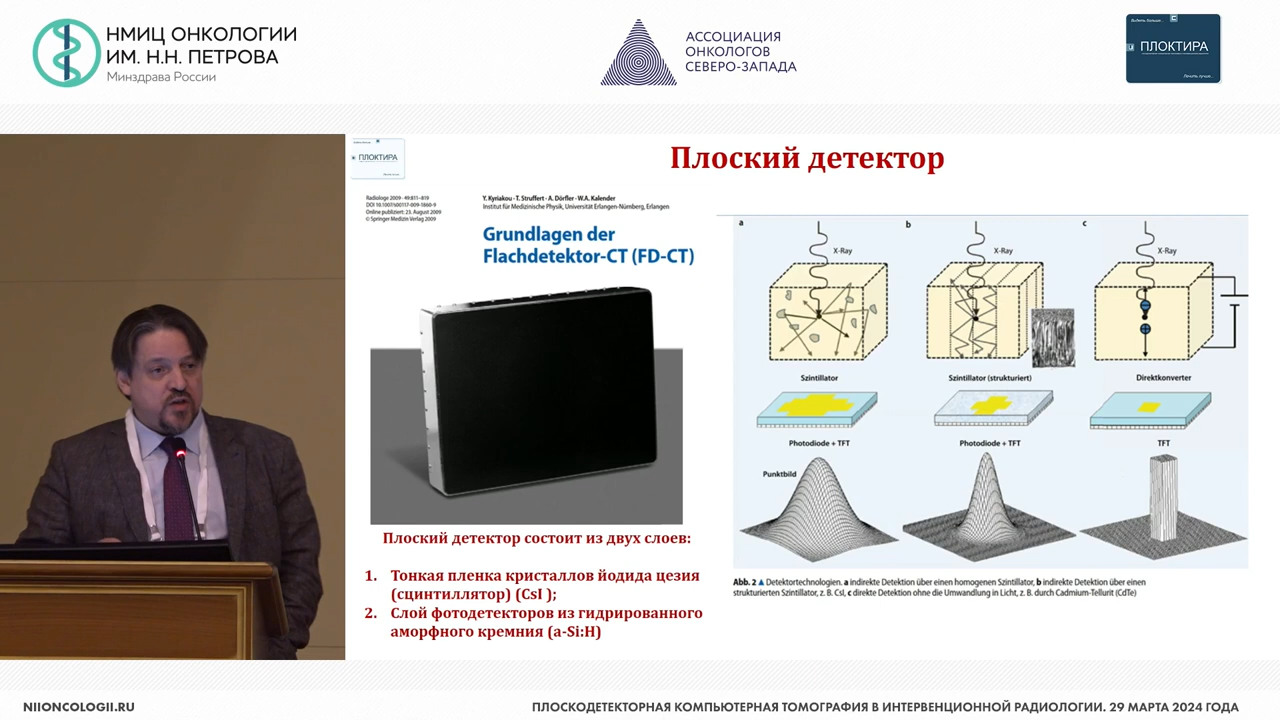 НМИЦ ОНКОЛОГИИ
ИМ. Н.Н. ПЕТРОВА
Минздрава России
АССОЦИАЦИЯ
ОНКОЛОГОВ
СЕВЕРО-ЗАПАДА
Видеть больше...
ПЛОКТИРА
Лечить лучше...
ПЛОКТИРА
Плоский детектор
Radiologe 2009 · 49:811–819
DOI 10.1007/s00117-009-1860-9
Online publiziert: 23. August 2009
© Springer Medizin Verlag 2009
Y. Kyriakou · T. Struffert · A. Dörfler · W.A. Kalender
Institut für Medizinische Physik, Universität Erlangen-Nürnberg, Erlangen
Grundlagen der
Flachdetektor-CT (FD-CT)
a
b
c
X-Ray
X-Ray
X-Ray
Szintillator
Szintillator (strukturiert)
Direktkonverter
Photodiode + TFT
Photodiode + TFT
TFT
Punktbild
Abb. 2 ▲ Detektortechnologien. a indirekte Detektion über einen homogenen Szintillator, b indirekte Detektion über einen
strukturierten Szintillator, z. B. CsI, c direkte Detektion ohne die Umwandlung in Licht, z. B. durch Cadmium-Tellurit (CdTe)
Плоский детектор состоит из двух слоев:
1. Тонкая пленка кристаллов йодида цезия
(сцинтиллятор) (CsI );
2. Слой фотодетекторов из гидрированного
аморфного кремния (a-Si:H)
NIIONCOLOGII.RU
ПЛОСКОДЕТЕКТОРНАЯ КОМПЬЮТЕРНАЯ ТОМОГРАФИЯ В ИНТЕРВЕНЦИОННОЙ РАДИОЛОГИИ. 29 МАРТА 2024 ГОДА